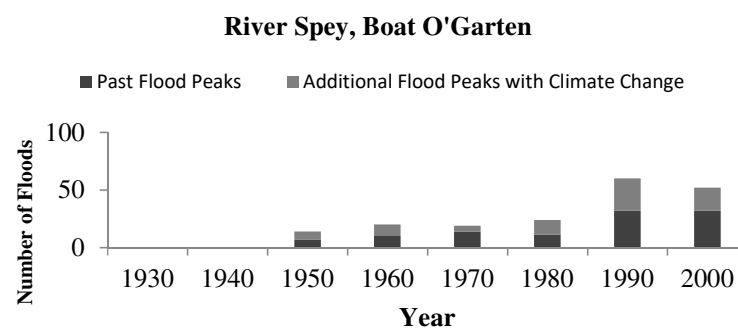 River Spey, Boat O'Garten
Past Flood Peaks
Additional Flood Peaks with Climate Change
Number of Floods
100
50
0
1930 1940 1950 1960 1970 1980 1990 2000
Year